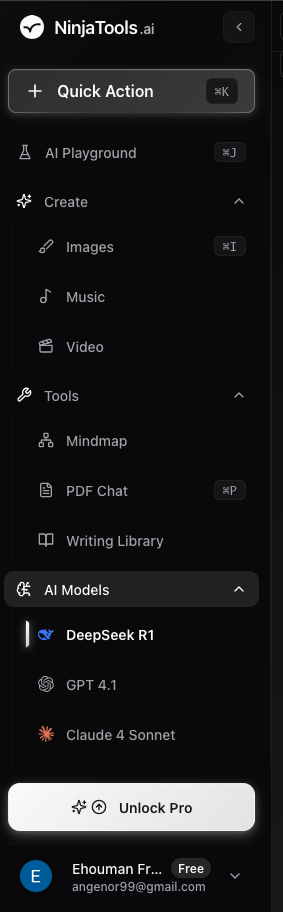 NinjaTools.ai
Quick Action ⌘K
AI Playground ⌘J
Create
Images ⌘I
Music
Video
Tools
Mindmap
PDF Chat ⌘P
Writing Library
AI Models
DeepSeek R1
GPT 4.1
Claude 4 Sonnet
Unlock Pro
E
Ehouman Fr... Free
angenor99@gmail.com